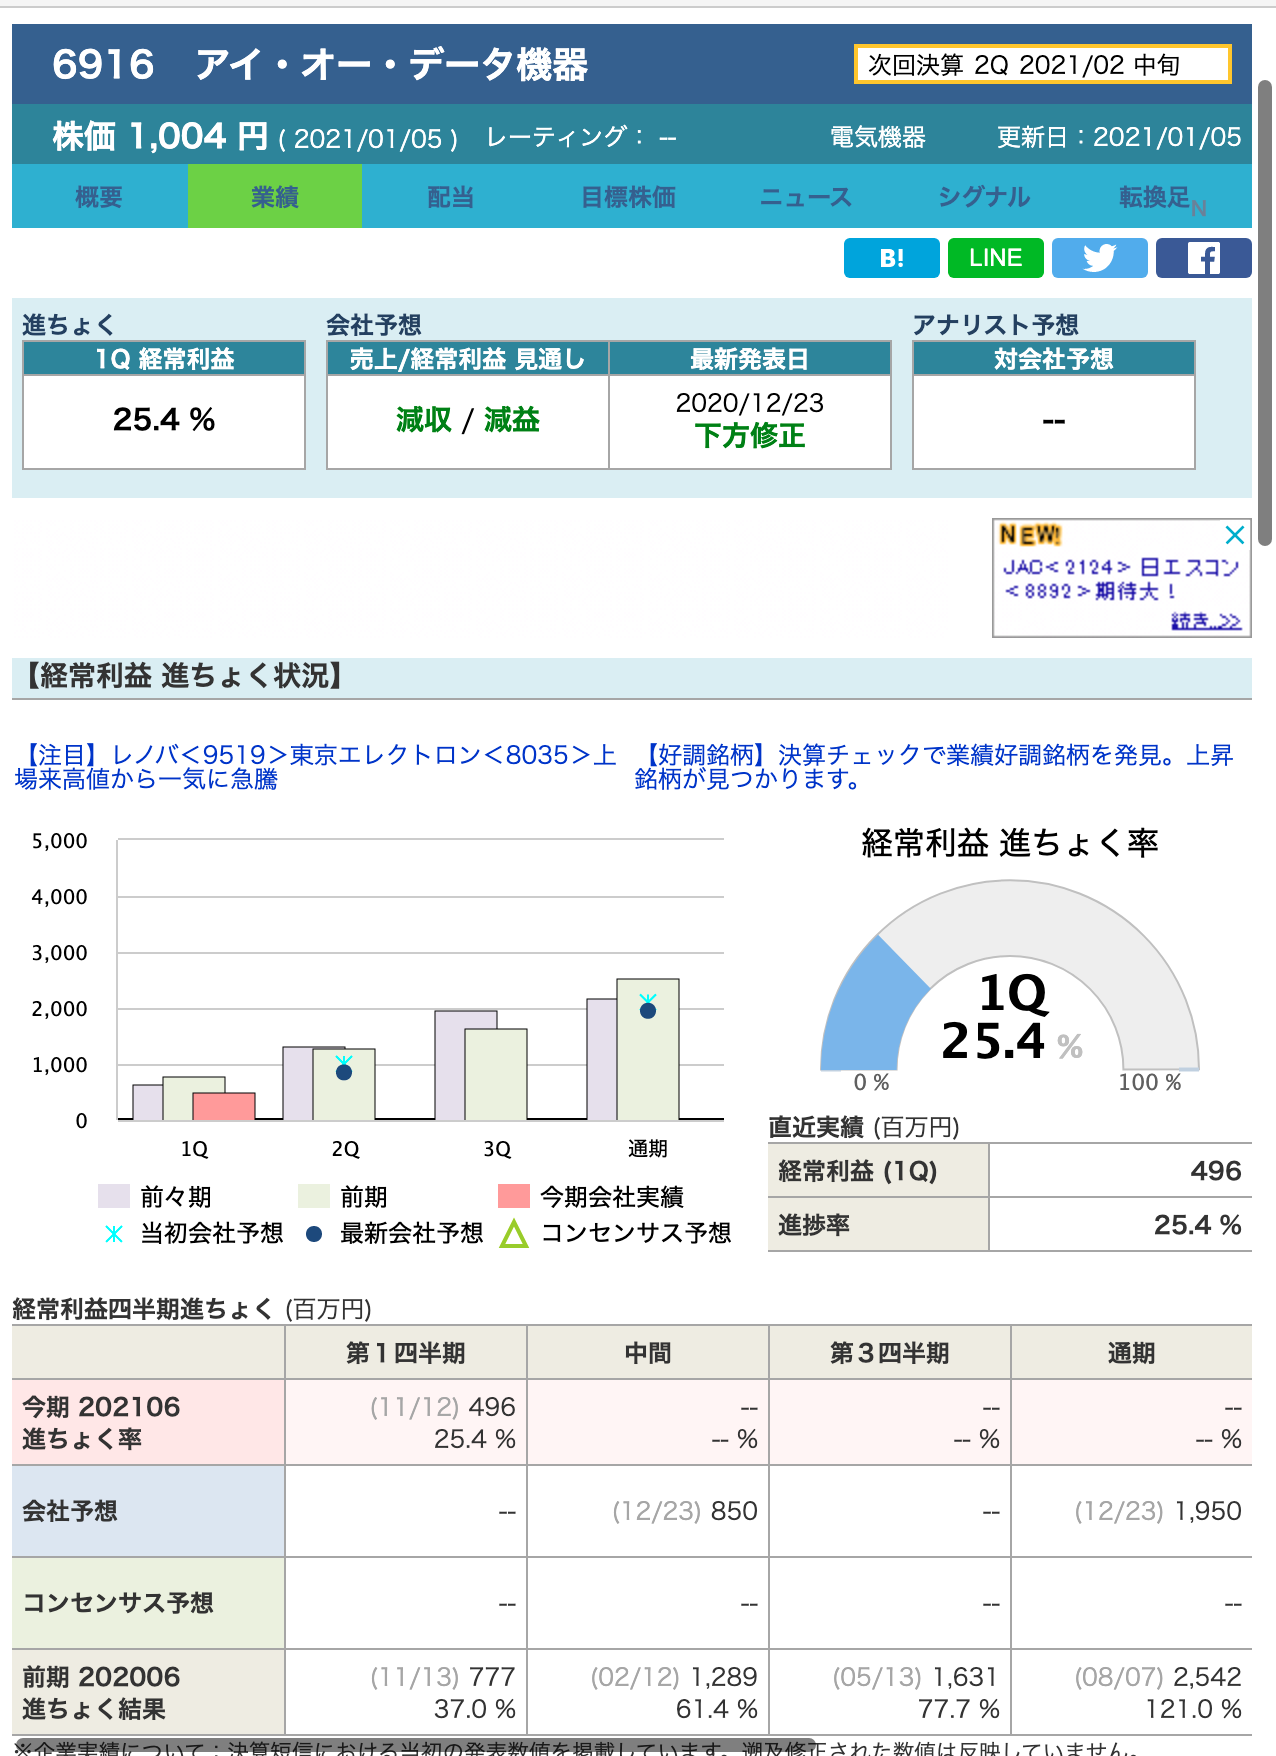 6916　アイ・オー・データ機器
次回決算 2Q 2021/02 中旬
株価 1,004 円 ( 2021/01/05 )　レーティング： --　電気機器　更新日：2021/01/05
概要　業績　配当　目標株価　ニュース　シグナル　転換足N
B!　LINE
進ちょく　会社予想　アナリスト予想
1Q 経常利益　売上/経常利益 見通し　最新発表日　対会社予想
25.4 %　減収 / 減益　2020/12/23　--
下方修正
NEW!
JAC<2124> 日エスコン
<8892>期待大！
続き..>>
【経常利益 進ちょく状況】
【注目】レノバ<9519>東京エレクトロン<8035>上
場来高値から一気に急騰
【好調銘柄】決算チェックで業績好調銘柄を発見。上昇
銘柄が見つかります。
5,000
4,000
3,000
2,000
1,000
0
1Q　2Q　3Q　通期
前々期　前期　今期会社実績
当初会社予想　最新会社予想　コンセンサス予想
経常利益 進ちょく率
1Q
25.4 %
0 %　100 %
直近実績 (百万円)
経常利益 (1Q)　496
進捗率　25.4 %
経常利益四半期進ちょく (百万円)
第１四半期　中間　第３四半期　通期
今期 202106　(11/12) 496　--　--　--
進ちょく率　25.4 %　-- %　-- %　-- %
会社予想　--　(12/23) 850　--　(12/23) 1,950
コンセンサス予想　--　--　--　--
前期 202006　(11/13) 777　(02/12) 1,289　(05/13) 1,631　(08/07) 2,542
進ちょく結果　37.0 %　61.4 %　77.7 %　121.0 %
※企業実績について：決算短信における当初の発表数値を掲載しています。遡及修正された数値は反映していません。